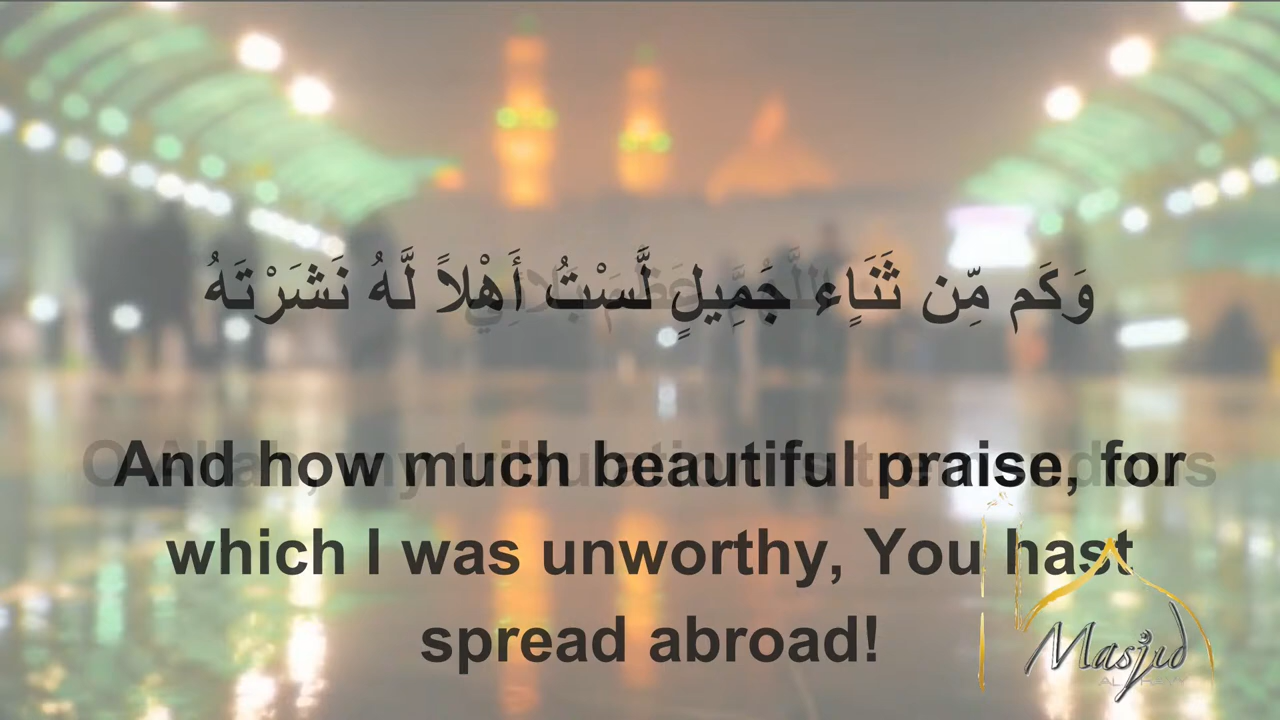 وَكَم مِّن ثَنَاءٍ جَمِيلٍ لَّسْتُ أَهْلاً لَّهُ نَشَرْتَهُ
And how much beautiful praise, for
which I was unworthy, You hast
spread abroad!
Masjid